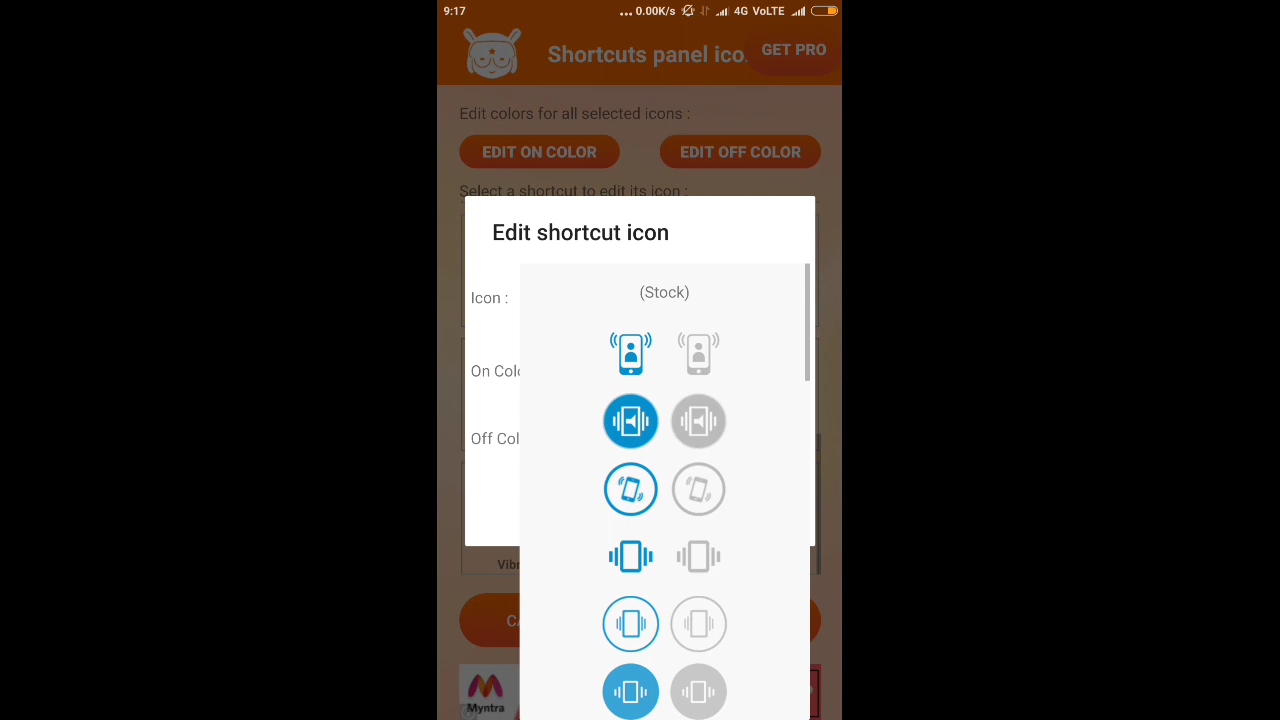 9:17
... 0.00K/s 4G VoLTE
Shortcuts panel ico
GET PRO
Edit colors for all selected icons :
EDIT ON COLOR
EDIT OFF COLOR
Select a shortcut to edit its icon :
Edit shortcut icon
(Stock)
Icon :
On Colo
Off Col
Vibr
CA
Myntra